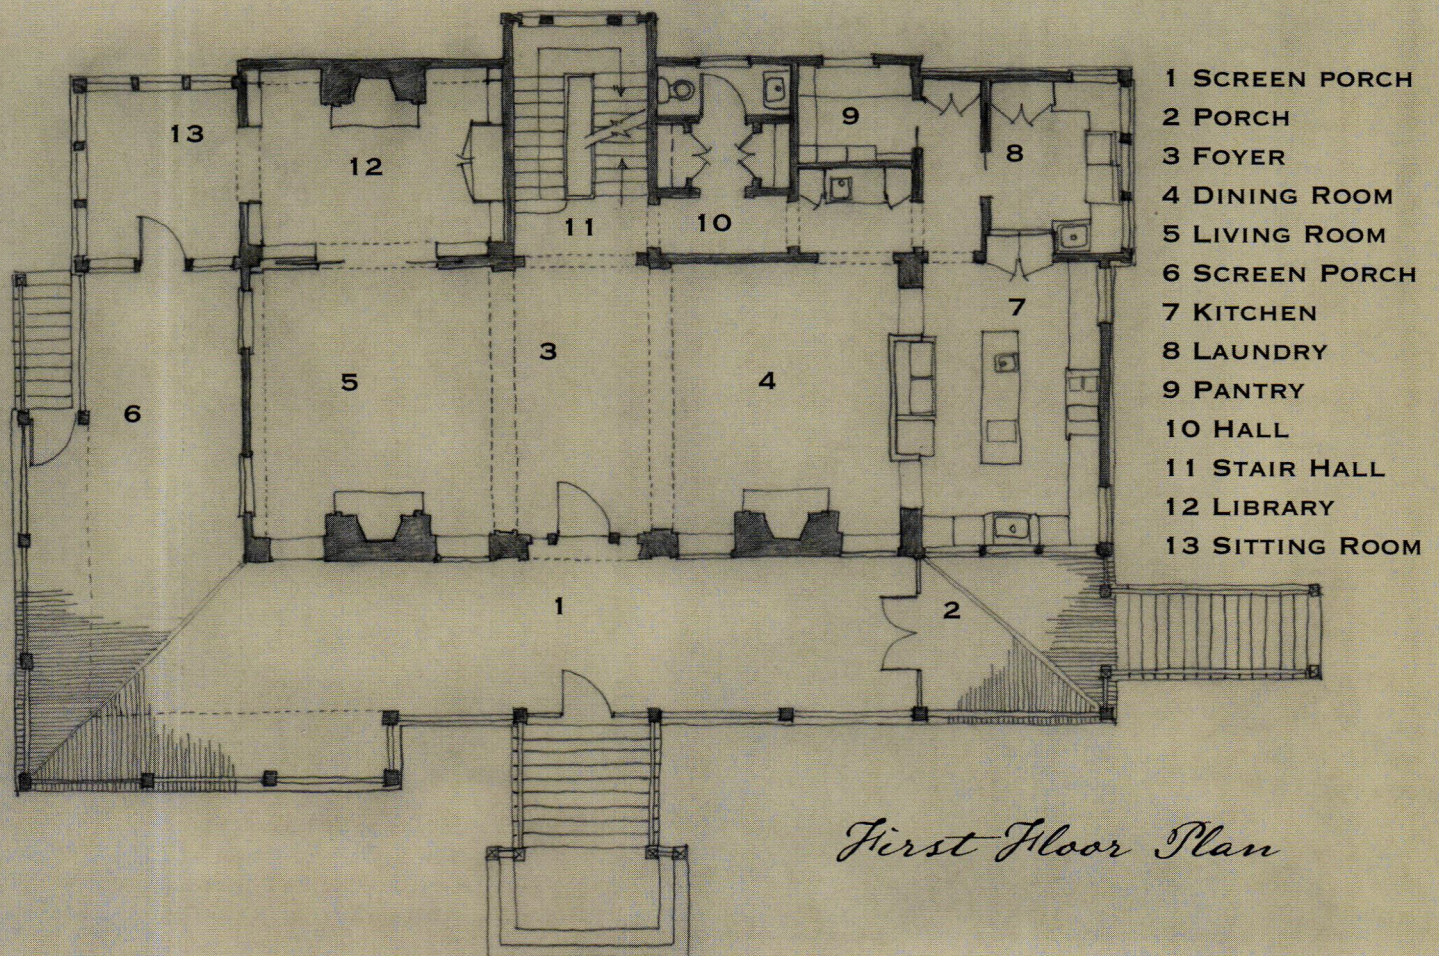 13
12
9
8
11
10
7
3
5
4
6
1
2
1 SCREEN PORCH
2 PORCH
3 FOYER
4 DINING ROOM
5 LIVING ROOM
6 SCREEN PORCH
7 KITCHEN
8 LAUNDRY
9 PANTRY
10 HALL
11 STAIR HALL
12 LIBRARY
13 SITTING ROOM
First Floor Plan